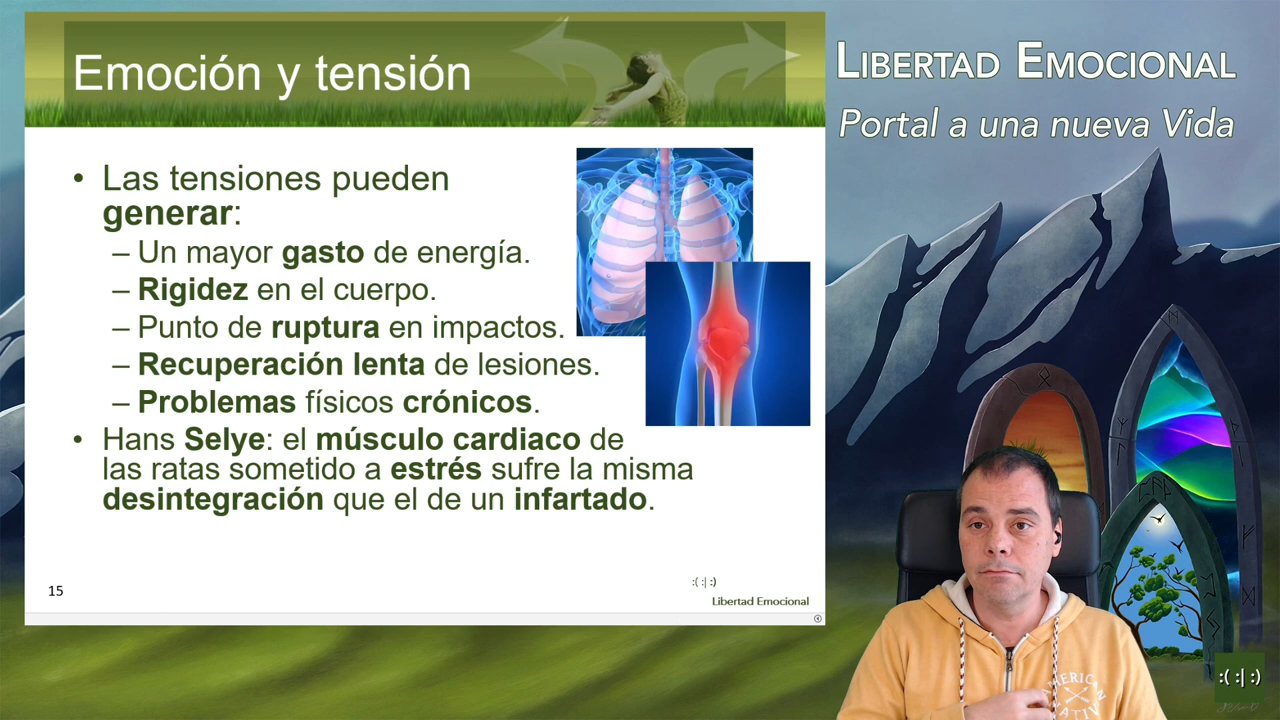 Emoción y tensión
LIBERTAD EMOCIONAL
Portal a una nueva Vida
• Las tensiones pueden
generar:
– Un mayor gasto de energía.
– Rigidez en el cuerpo.
– Punto de ruptura en impactos.
– Recuperación lenta de lesiones.
– Problemas físicos crónicos.
• Hans Selye: el músculo cardiaco de
las ratas sometido a estrés sufre la misma
desintegración que el de un infartado.
15
:( :| :)
Libertad Emocional
:( :| :)